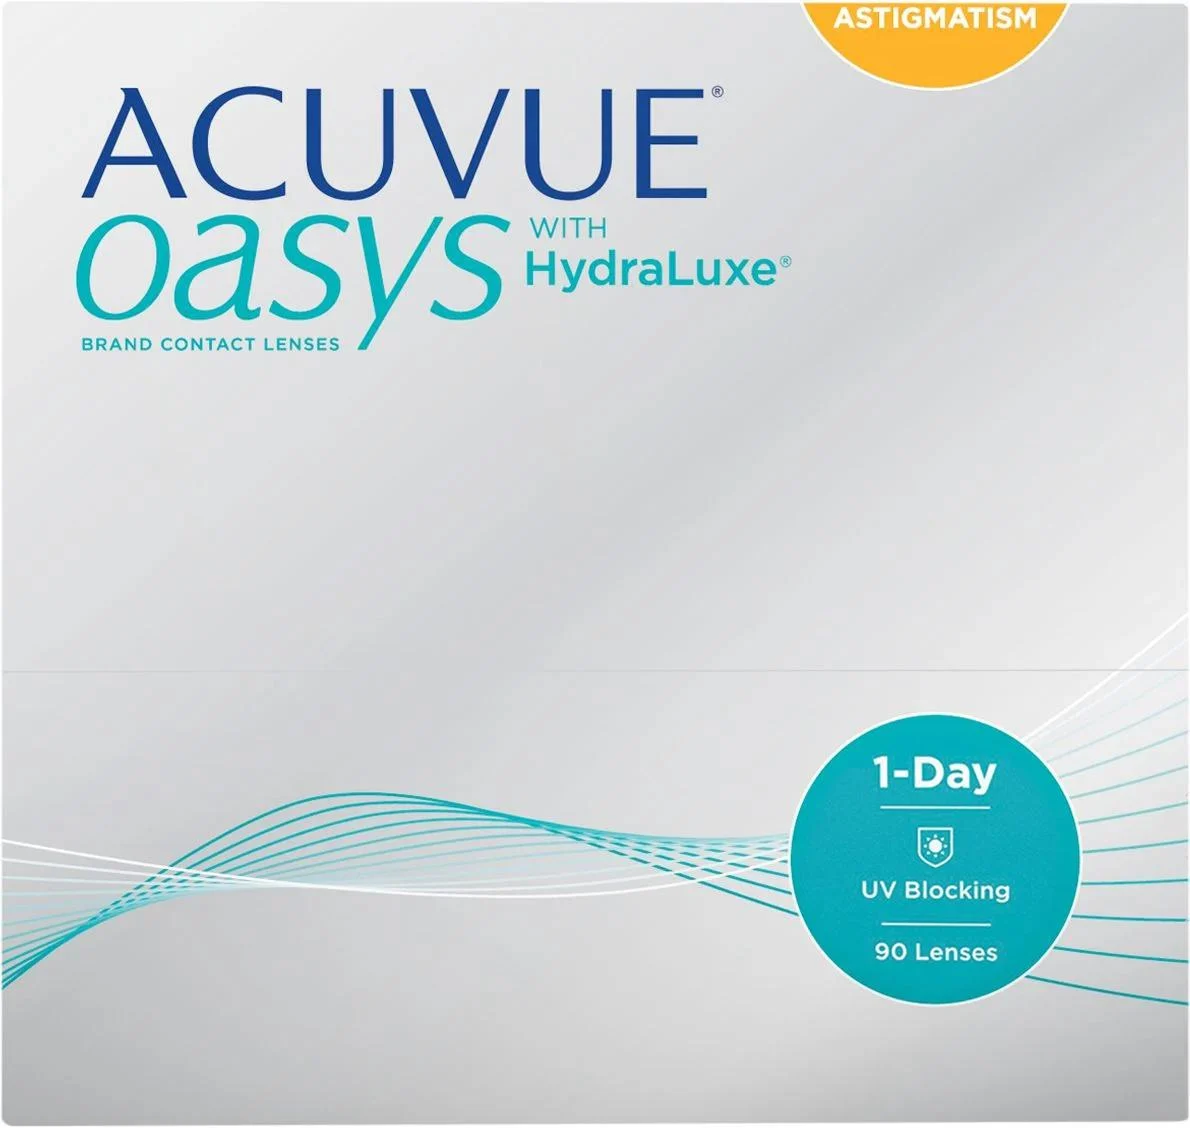 ASTIGMATISM
ACUVUE®
oasys WITH
HydraLuxe®
BRAND CONTACT LENSES
1-Day
UV Blocking
90 Lenses